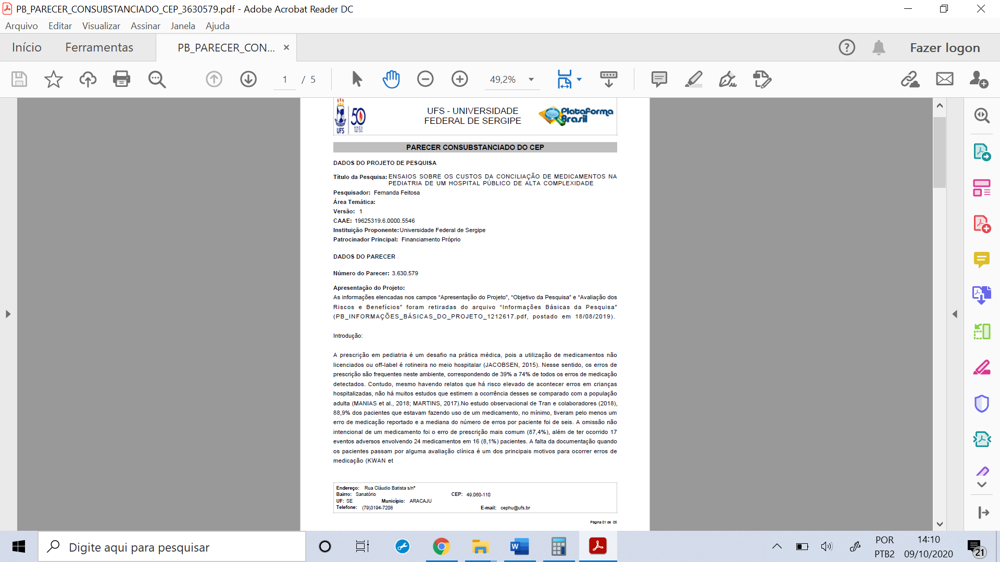 PB_PARECER_CONSUBSTANCIADO_CEP_3630579.pdf - Adobe Acrobat Reader DC
Arquivo Editar Visualizar Assinar Janela Ajuda
Início Ferramentas PB_PARECER_CON... × Fazer logon
1 / 5 49,2%
UFS 50 ANOS
UFS - UNIVERSIDADE
FEDERAL DE SERGIPE
Plataforma
Brasil
PARECER CONSUBSTANCIADO DO CEP
DADOS DO PROJETO DE PESQUISA
Título da Pesquisa: ENSAIOS SOBRE OS CUSTOS DA CONCILIAÇÃO DE MEDICAMENTOS NA
PEDIATRIA DE UM HOSPITAL PÚBLICO DE ALTA COMPLEXIDADE
Pesquisador: Fernanda Feitosa
Área Temática:
Versão: 1
CAAE: 19625319.6.0000.5546
Instituição Proponente: Universidade Federal de Sergipe
Patrocinador Principal: Financiamento Próprio
DADOS DO PARECER
Número do Parecer: 3.630.579
Apresentação do Projeto:
As informações elencadas nos campos “Apresentação do Projeto”, “Objetivo da Pesquisa” e “Avaliação dos
Riscos e Benefícios” foram retiradas do arquivo “Informações Básicas da Pesquisa”
(PB_INFORMAÇÕES_BÁSICAS_DO_PROJETO_1212617.pdf, postado em 18/08/2019).
Introdução:
A prescrição em pediatria é um desafio na prática médica, pois a utilização de medicamentos não
licenciados ou off-label é rotineira no meio hospitalar (JACOBSEN, 2015). Nesse sentido, os erros de
prescrição são frequentes neste ambiente, correspondendo de 39% a 74% de todos os erros de medicação
detectados. Contudo, mesmo havendo relatos que há risco elevado de acontecer erros em crianças
hospitalizadas, não há muitos estudos que estimem a ocorrência desses se comparado com a população
adulta (MANIAS et al., 2018; MARTINS, 2017).No estudo observacional de Tran e colaboradores (2018),
88,9% dos pacientes que estavam fazendo uso de um medicamento, no mínimo, tiveram pelo menos um
erro de medicação reportado e a mediana do número de erros por paciente foi de seis. A omissão não
intencional de um medicamento foi o erro de prescrição mais comum (87,4%), além de ter ocorrido 17
eventos adversos envolvendo 24 medicamentos em 16 (8,1%) pacientes. A falta da documentação quando
os pacientes passam por alguma avaliação clínica é um dos principais motivos para ocorrer erros de
medicação (KWAN et
Endereço: Rua Cláudio Batista s/nº
Bairro: Sanatório CEP: 49.060-110
UF: SE Município: ARACAJU
Telefone: (79)3194-7208 E-mail: cephu@ufs.br
Página 01 de 05
Digite aqui para pesquisar
POR
PTB2
14:10
09/10/2020
21